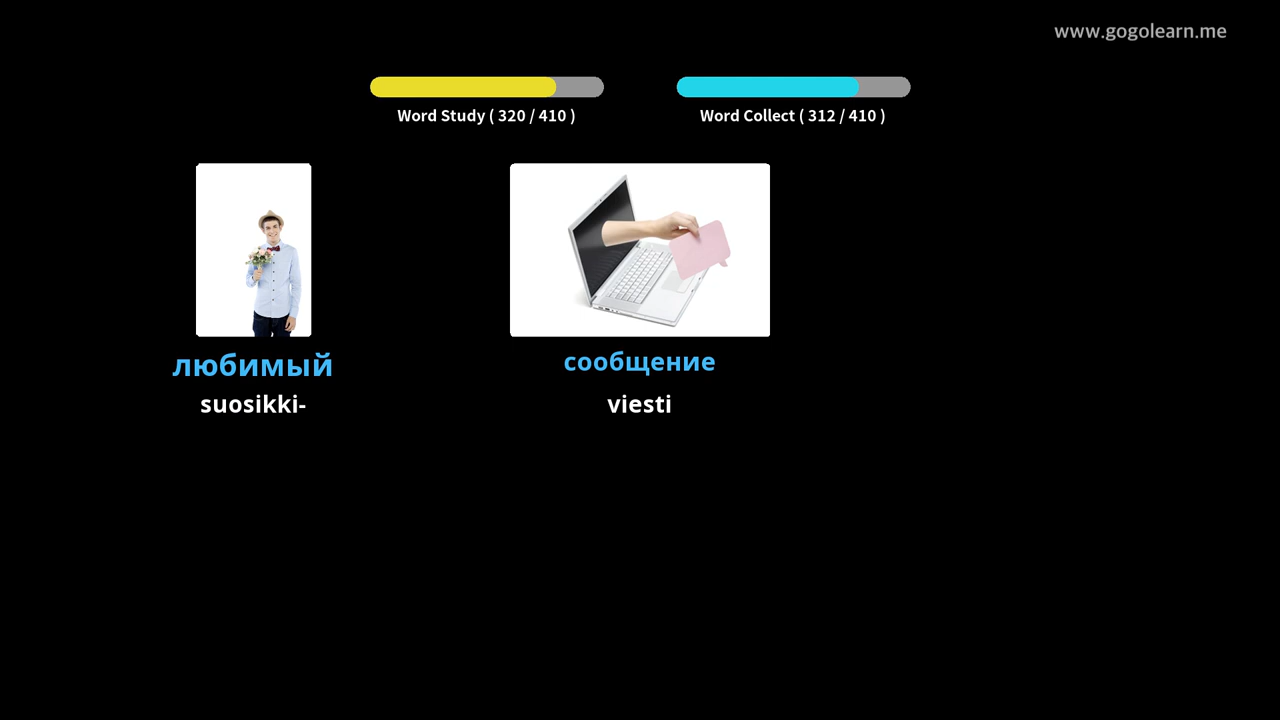 www.gogolearn.me
Word Study ( 320 / 410 )
Word Collect ( 312 / 410 )
любимый
suosikki-
сообщение
viesti